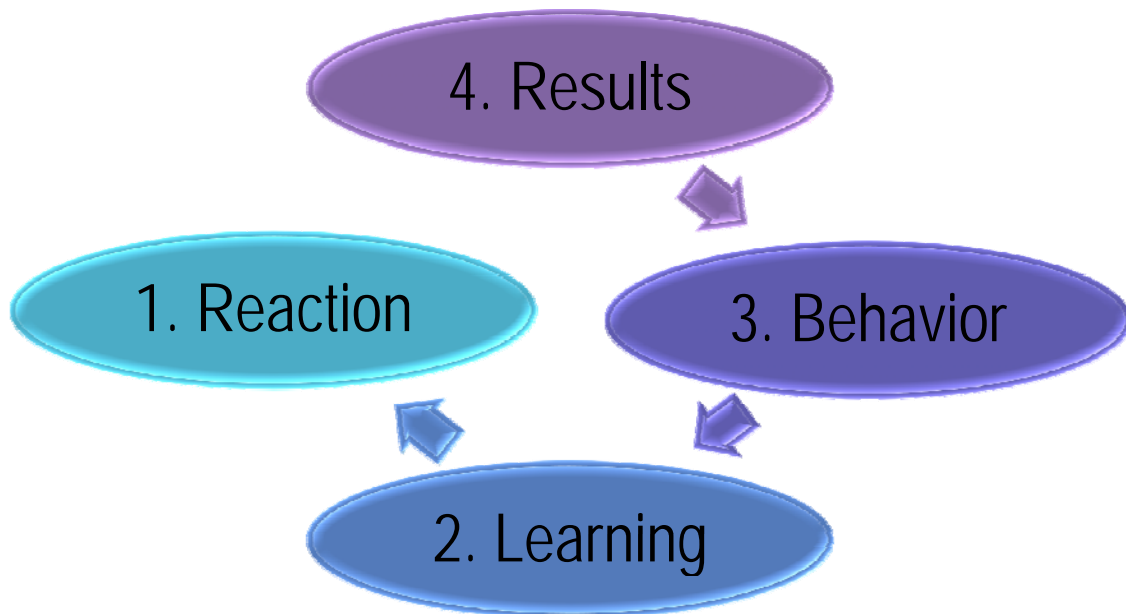 4. Results
1. Reaction
3. Behavior
2. Learning